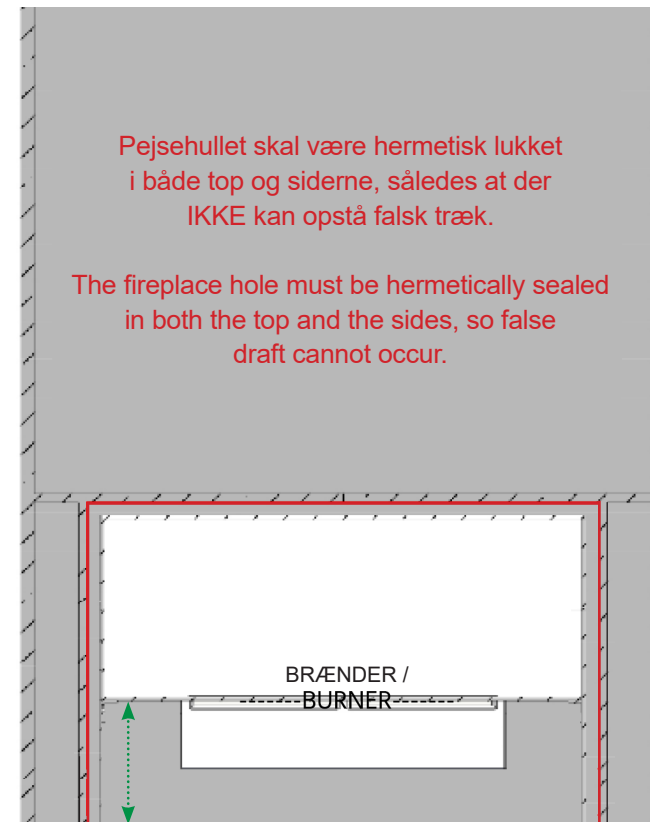 Pejsehullet skal være hermetisk lukket
i både top og siderne, således at der
IKKE kan opstå falsk træk.
The fireplace hole must be hermetically sealed
in both the top and the sides, so false
draft cannot occur.
BRÆNDER /
BURNER